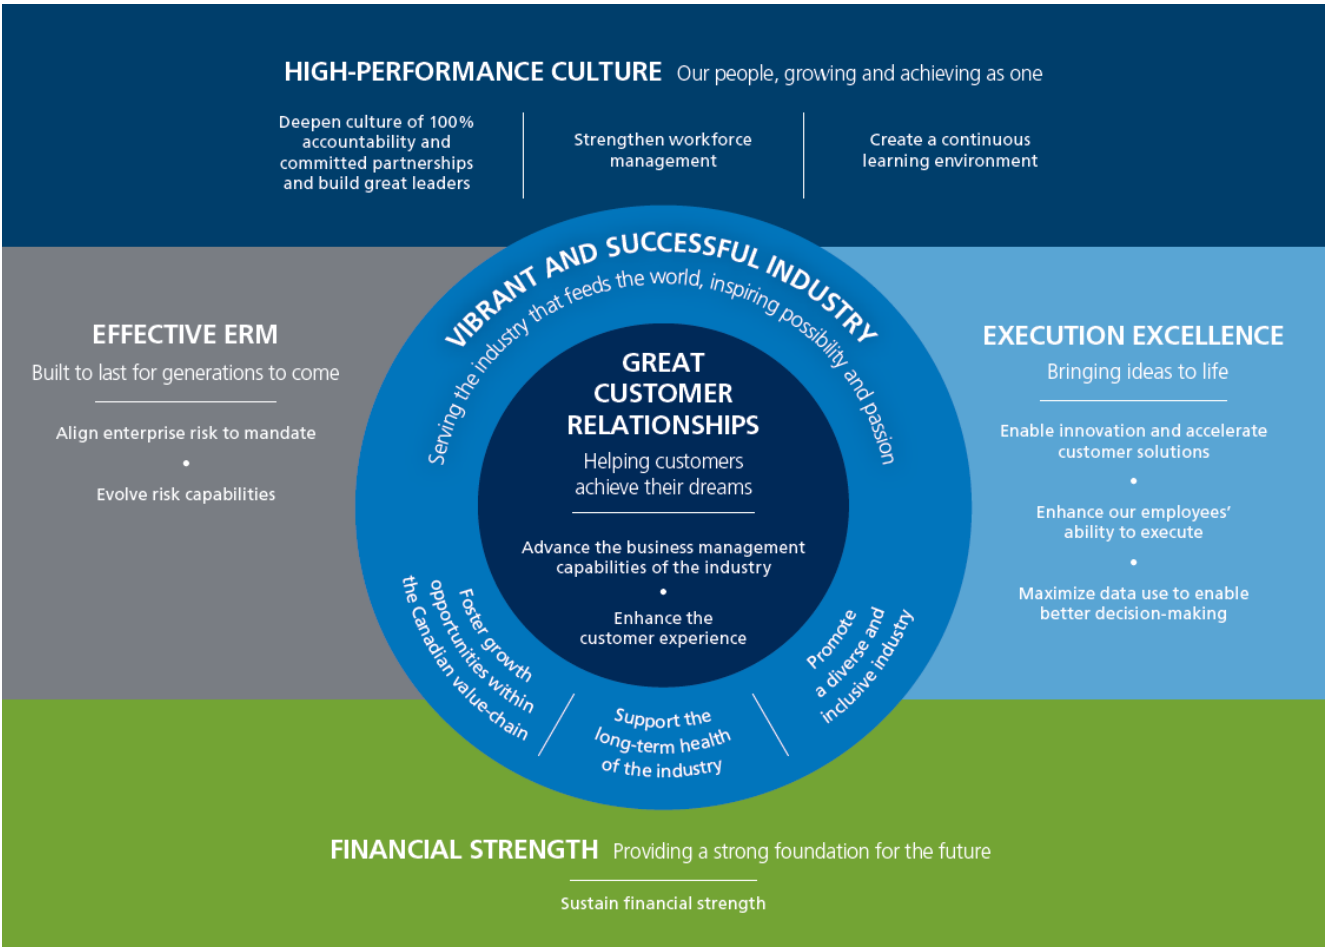 HIGH-PERFORMANCE CULTURE Our people, growing and achieving as one
Deepen culture of 100%
accountability and
committed partnerships
and build great leaders
Strengthen workforce
management
Create a continuous
learning environment
VIBRANT AND SUCCESSFUL INDUSTRY
Serving the industry that feeds the world, inspiring possibility and passion
EFFECTIVE ERM
Built to last for generations to come
Align enterprise risk to mandate
•
Evolve risk capabilities
GREAT
CUSTOMER
RELATIONSHIPS
Helping customers
achieve their dreams
Advance the business management
capabilities of the industry
•
Enhance the
customer experience
EXECUTION EXCELLENCE
Bringing ideas to life
Enable innovation and accelerate
customer solutions
•
Enhance our employees’
ability to execute
•
Maximize data use to enable
better decision-making
Foster growth
opportunities within
the Canadian value-chain
Support the
long-term health
of the industry
Promote
a diverse and
inclusive industry
FINANCIAL STRENGTH Providing a strong foundation for the future
Sustain financial strength